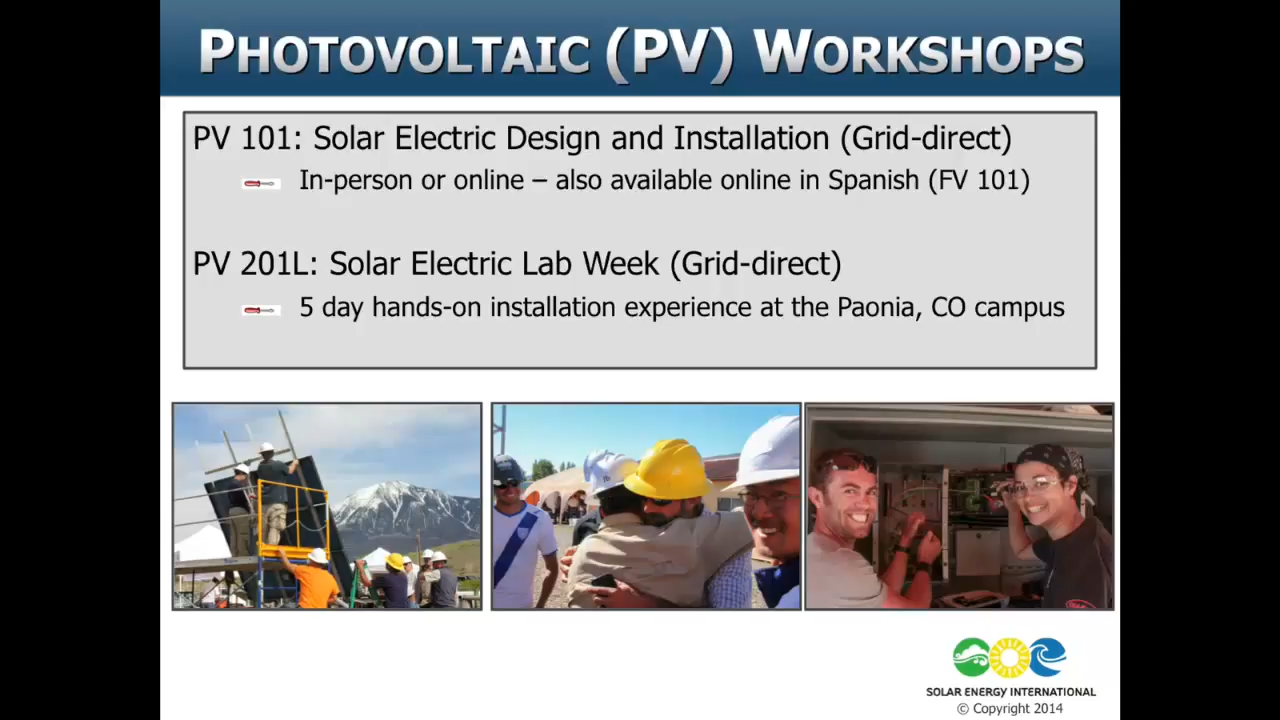 PHOTOVOLTAIC (PV) WORKSHOPS
PV 101: Solar Electric Design and Installation (Grid-direct)
In-person or online – also available online in Spanish (FV 101)
PV 201L: Solar Electric Lab Week (Grid-direct)
5 day hands-on installation experience at the Paonia, CO campus
SOLAR ENERGY INTERNATIONAL
© Copyright 2014